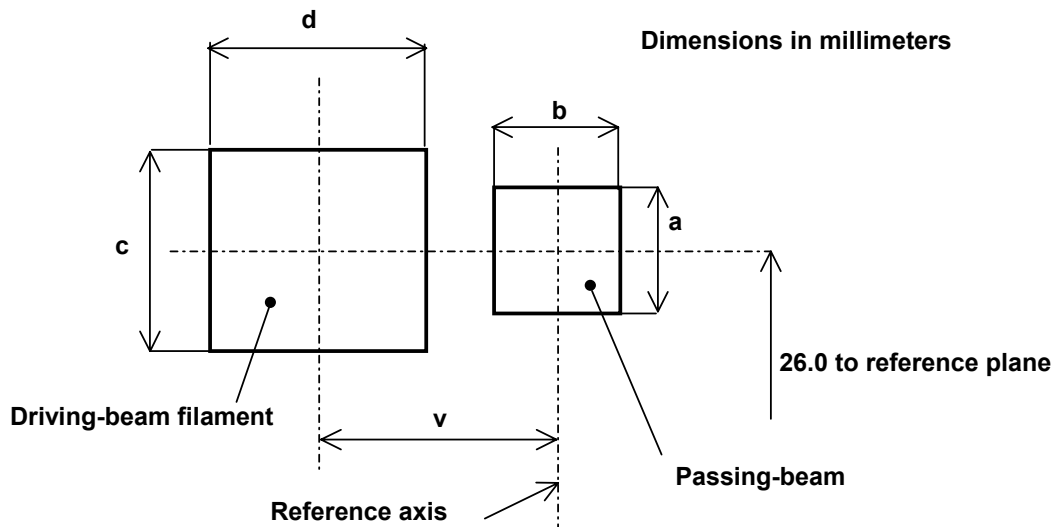 d
Dimensions in millimeters
b
a
c
26.0 to reference plane
Driving-beam filament
v
Passing-beam
Reference axis